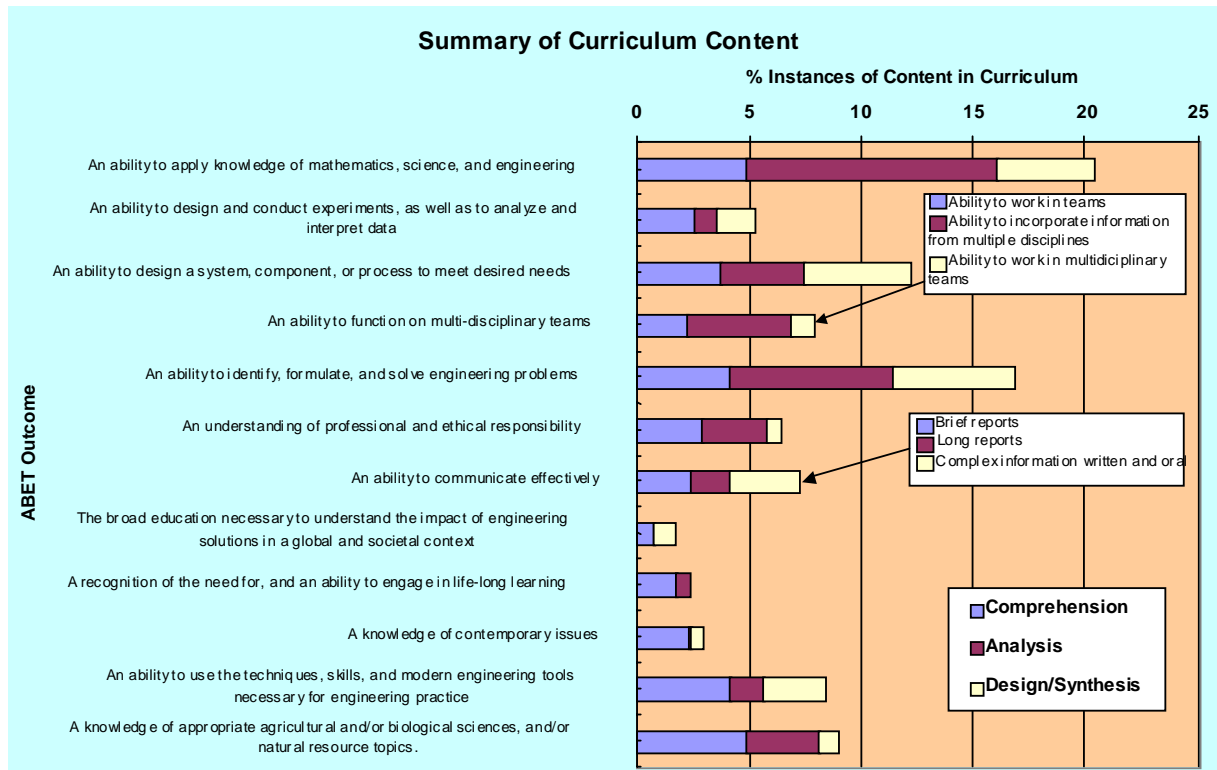 Summary of Curriculum Content
% Instances of Content in Curriculum
0 5 10 15 20 25
An ability to apply knowledge of mathematics, science, and engineering
An ability to design and conduct experiments, as well as to analyze and
interpret data
An ability to design a system, component, or process to meet desired needs
An ability to function on multi-disciplinary teams
An ability to identify, formulate, and solve engineering problems
An understanding of professional and ethical responsibility
An ability to communicate effectively
The broad education necessary to understand the impact of engineering
solutions in a global and societal context
A recognition of the need for, and an ability to engage in life-long learning
A knowledge of contemporary issues
An ability to use the techniques, skills, and modern engineering tools
necessary for engineering practice
A knowledge of appropriate agricultural and/or biological sciences, and/or
natural resource topics.
ABET Outcome
Ability to work in teams
Ability to incorporate information
from multiple disciplines
Ability to work in multidiciplinary
teams
Brief reports
Long reports
Complex information written and oral
Comprehension
Analysis
Design/Synthesis